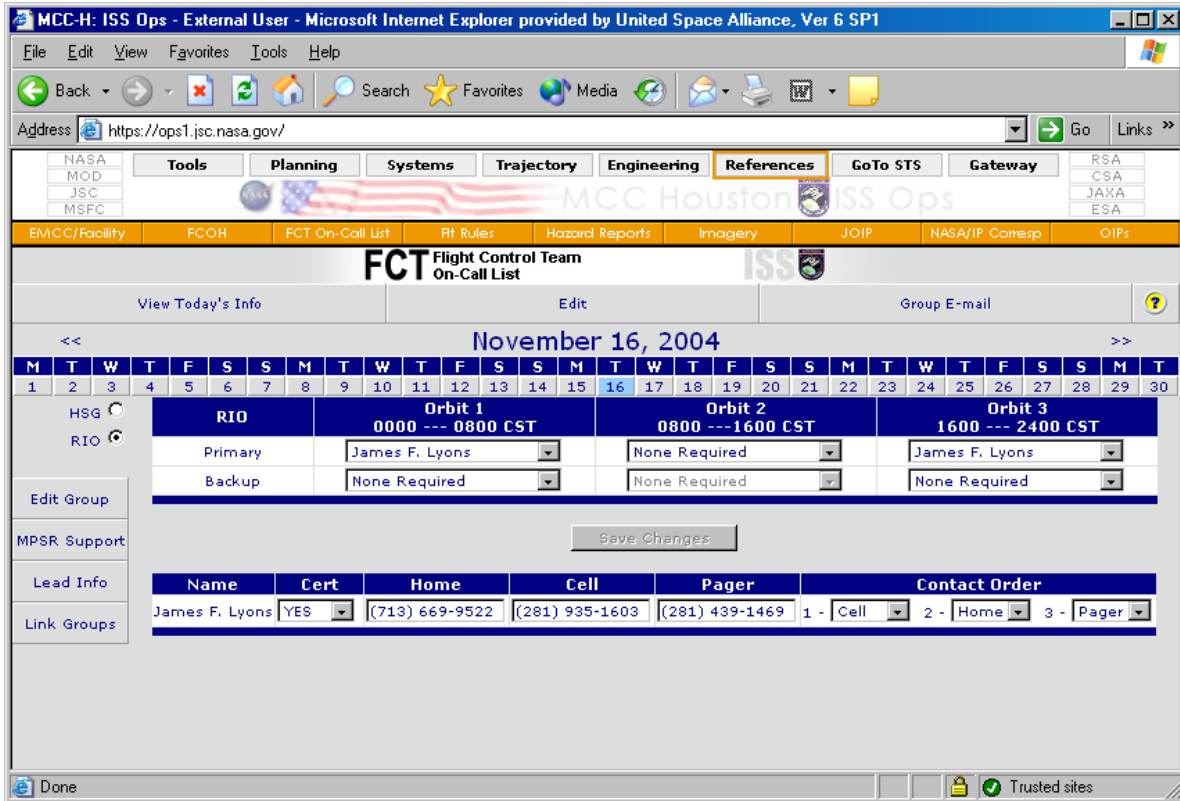 MCC-H: ISS Ops - External User - Microsoft Internet Explorer provided by United Space Alliance, Ver 6 SP1
File Edit View Favorites Tools Help
Back Search Favorites Media
Address https://ops1.jsc.nasa.gov/ Go Links »
NASA
MOD
JSC
MSFC
Tools Planning Systems Trajectory Engineering References GoTo STS Gateway
RSA
CSA
JAXA
ESA
MCC Houston ISS Ops
EMCC/Facility FCOH FCT On-Call List Flt Rules Hazard Reports Imagery JOIP NASA/IP Corresp OIPs
FCT Flight Control Team
On-Call List
ISS
View Today's Info Edit Group E-mail ?
<< November 16, 2004 >>
M T W T F S S M T W T F S S M T W T F S S M T W T F S S M T
1 2 3 4 5 6 7 8 9 10 11 12 13 14 15 16 17 18 19 20 21 22 23 24 25 26 27 28 29 30
HSG
RIO
RIO Orbit 1 Orbit 2 Orbit 3
0000 --- 0800 CST 0800 ---1600 CST 1600 --- 2400 CST
Primary James F. Lyons None Required James F. Lyons
Backup None Required None Required None Required
Edit Group
MPSR Support
Lead Info
Link Groups
Save Changes
Name Cert Home Cell Pager Contact Order
James F. Lyons YES (713) 669-9522 (281) 935-1603 (281) 439-1469 1 - Cell 2 - Home 3 - Pager
Done Trusted sites